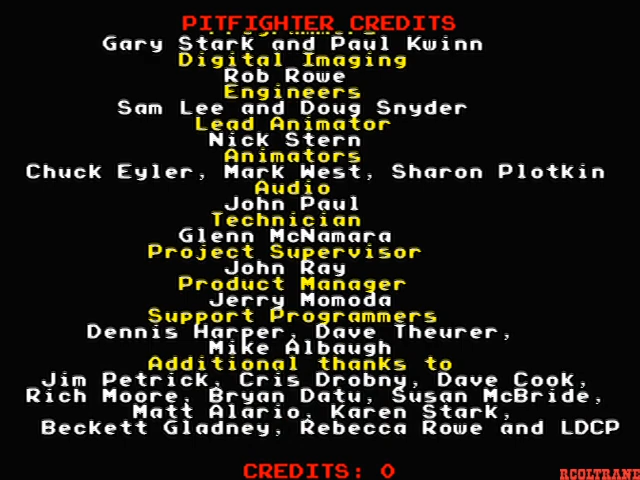 PITFIGHTER CREDITS
Programmers
Gary Stark and Paul Kwinn
Digital Imaging
Rob Rowe
Engineers
Sam Lee and Doug Snyder
Lead Animator
Nick Stern
Animators
Chuck Eyler, Mark West, Sharon Plotkin
Audio
John Paul
Technician
Glenn McNamara
Project Supervisor
John Ray
Product Manager
Jerry Momoda
Support Programmers
Dennis Harper, Dave Theurer,
Mike Albaugh
Additional thanks to
Jim Petrick, Cris Drobny, Dave Cook,
Rich Moore, Bryan Datu, Susan McBride,
Matt Alario, Karen Stark,
Beckett Gladney, Rebecca Rowe and LDCP
CREDITS: 0
RCOLTRANE